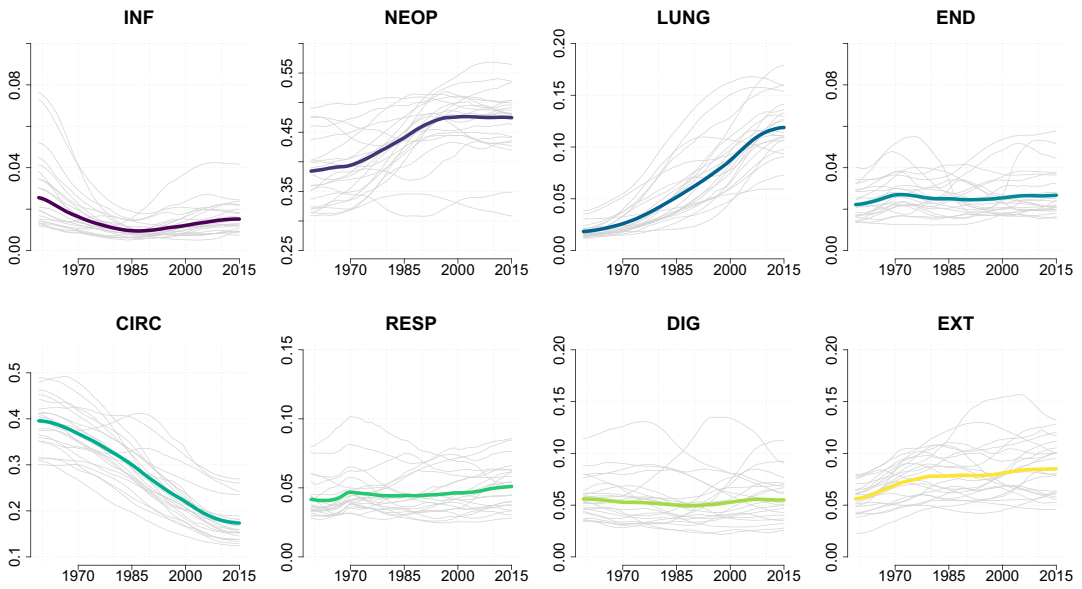 INF
0.00 0.04 0.08
1970 1985 2000 2015
NEOP
0.25 0.35 0.45 0.55
1970 1985 2000 2015
LUNG
0.00 0.05 0.10 0.15 0.20
1970 1985 2000 2015
END
0.00 0.04 0.08
1970 1985 2000 2015
CIRC
0.1 0.2 0.3 0.4 0.5
1970 1985 2000 2015
RESP
0.00 0.05 0.10 0.15
1970 1985 2000 2015
DIG
0.00 0.05 0.10 0.15 0.20
1970 1985 2000 2015
EXT
0.00 0.05 0.10 0.15 0.20
1970 1985 2000 2015